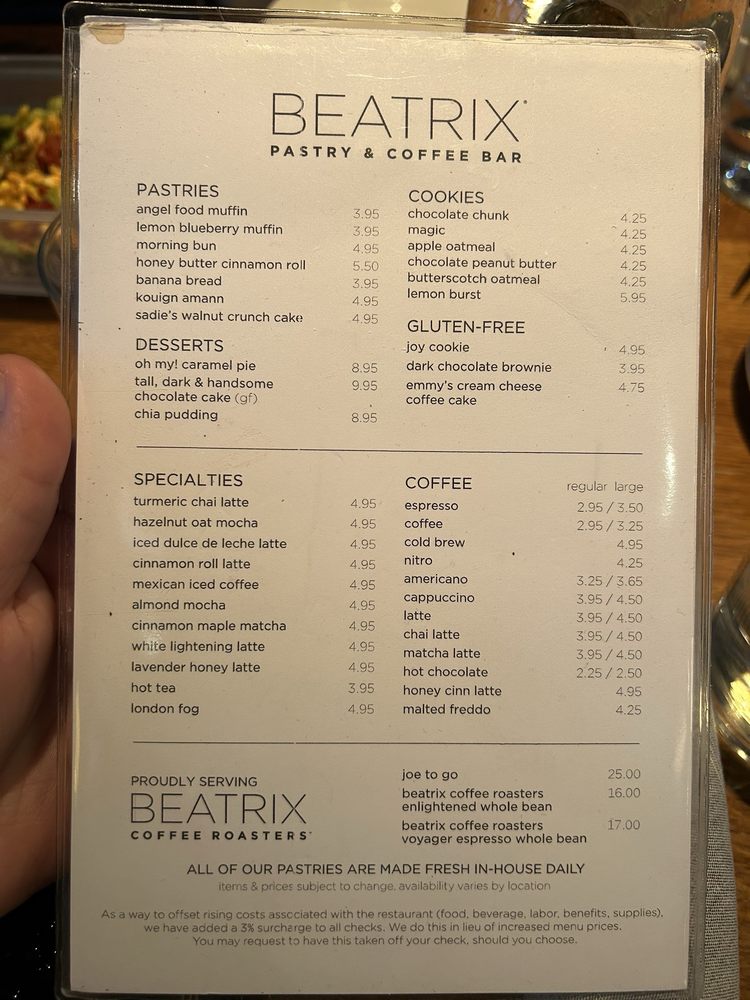 BEATRIX
PASTRY & COFFEE BAR
PASTRIES
angel food muffin 3.95
lemon blueberry muffin 3.95
morning bun 4.95
honey butter cinnamon roll 5.50
banana bread 3.95
kouign amann 4.95
sadie's walnut crunch cake 4.95
DESSERTS
oh my! caramel pie 8.95
tall, dark & handsome 9.95
chocolate cake (gf)
chia pudding 8.95
COOKIES
chocolate chunk 4.25
magic 4.25
apple oatmeal 4.25
chocolate peanut butter 4.25
butterscotch oatmeal 4.25
lemon burst 5.95
GLUTEN-FREE
joy cookie 4.95
dark chocolate brownie 3.95
emmy's cream cheese 4.75
coffee cake
SPECIALTIES
turmeric chai latte 4.95
hazelnut oat mocha 4.95
iced dulce de leche latte 4.95
cinnamon roll latte 4.95
mexican iced coffee 4.95
almond mocha 4.95
cinnamon maple matcha 4.95
white lightening latte 4.95
lavender honey latte 4.95
hot tea 3.95
london fog 4.95
COFFEE regular large
espresso 2.95 / 3.50
coffee 2.95 / 3.25
cold brew 4.95
nitro 4.25
americano 3.25 / 3.65
cappuccino 3.95 / 4.50
latte 3.95 / 4.50
chai latte 3.95 / 4.50
matcha latte 3.95 / 4.50
hot chocolate 2.25 / 2.50
honey cinn latte 4.95
malted freddo 4.25
PROUDLY SERVING
BEATRIX
COFFEE ROASTERS
joe to go 25.00
beatrix coffee roasters 16.00
enlightened whole bean
beatrix coffee roasters 17.00
voyager espresso whole bean
ALL OF OUR PASTRIES ARE MADE FRESH IN-HOUSE DAILY
items & prices subject to change, availability varies by location
As a way to offset rising costs associated with the restaurant (food, beverage, labor, benefits, supplies),
we have added a 3% surcharge to all checks. We do this in lieu of increased menu prices.
You may request to have this taken off your check, should you choose.